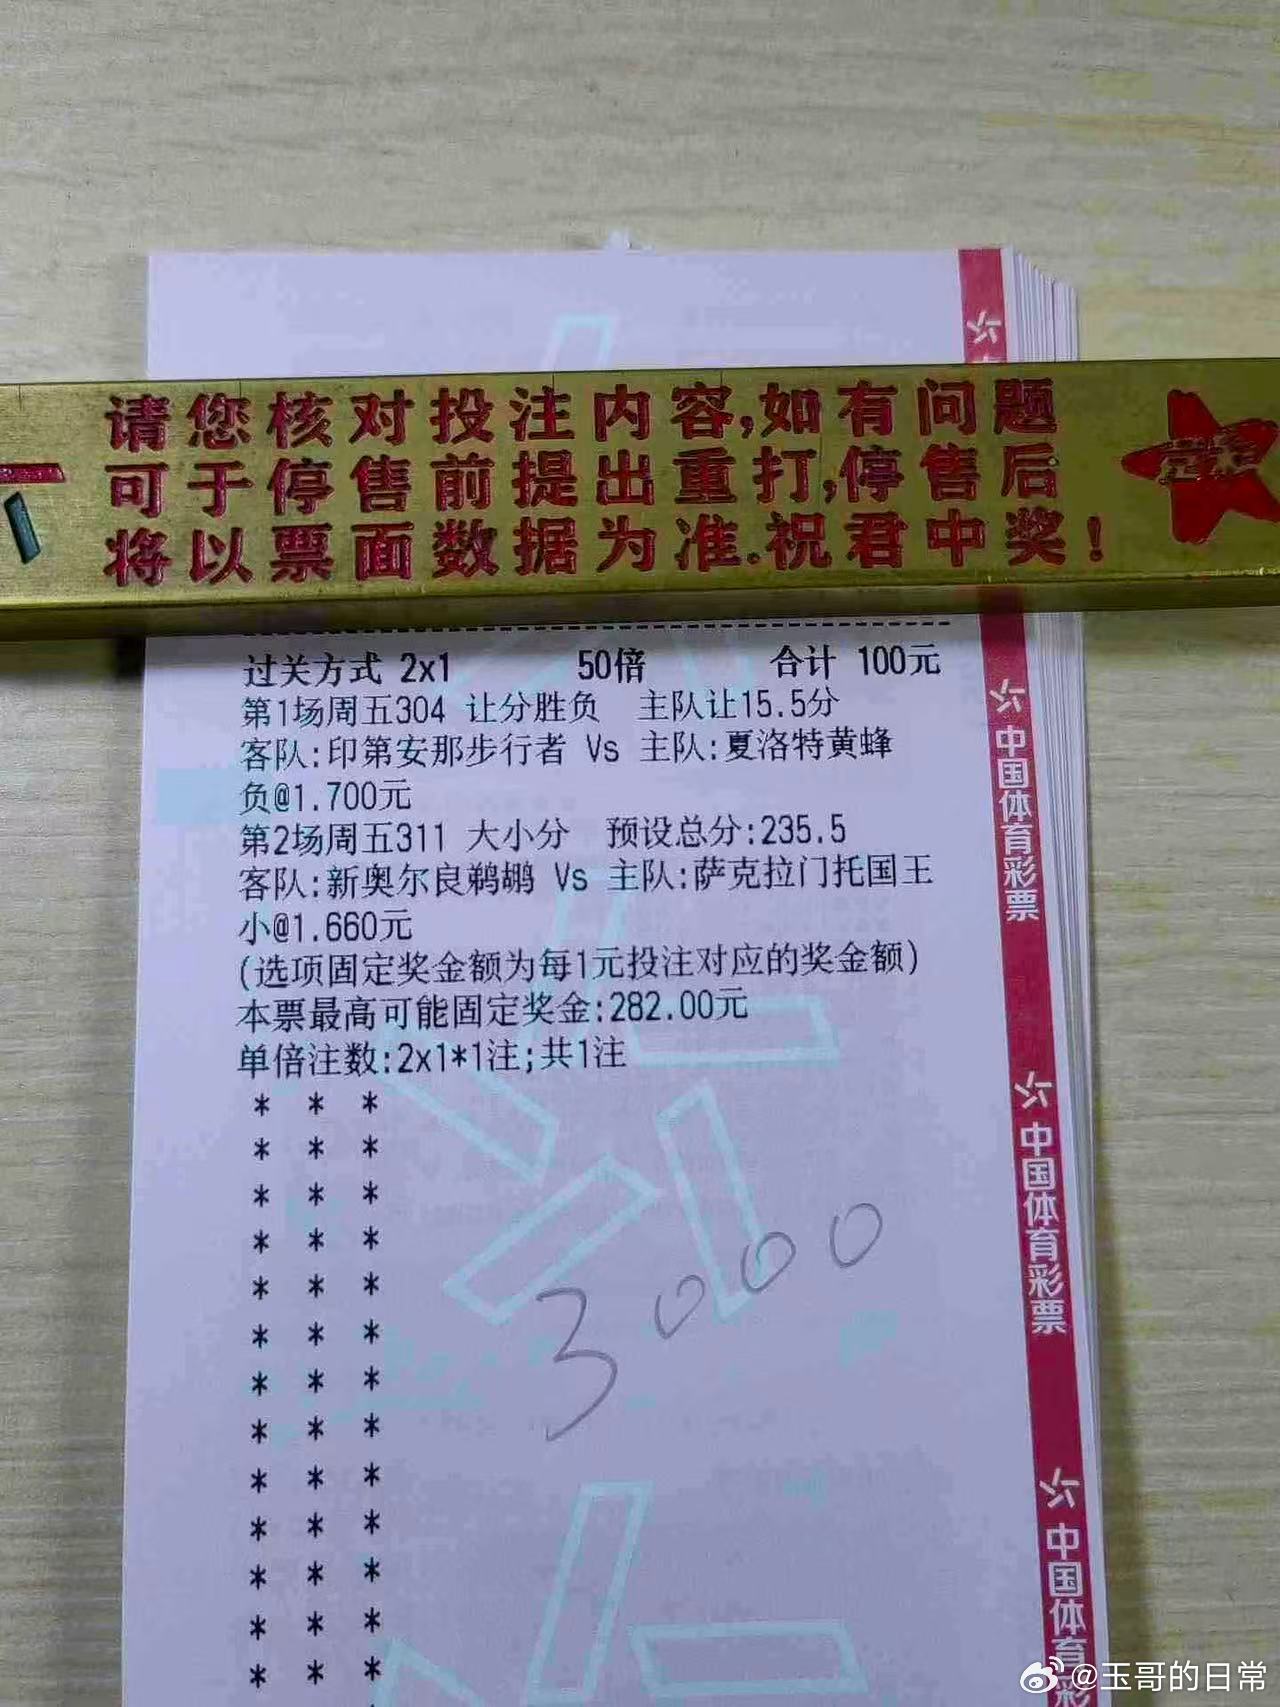 请您核对投注内容,如有问题
可于停售前提出重打,停售后
将以票面数据为准.祝君中奖!
过关方式 2x1 50倍 合计 100元
第1场周五304 让分胜负 主队让15.5分
客队:印第安那步行者 Vs 主队:夏洛特黄蜂
负@1.700元
第2场周五311 大小分 预设总分:235.5
客队:新奥尔良鹈鹕 Vs 主队:萨克拉门托国王
小@1.660元
(选项固定奖金额为每1元投注对应的奖金额)
本票最高可能固定奖金:282.00元
单倍注数:2x1*1注;共1注
* * *
* * *
* * *
* * *
* * *
* * *
* * *
* * *
* * *
* * *
* * *
* * *
* * *
3000
中国体育彩票
中国体育彩票
中国体育彩
@玉哥的日常